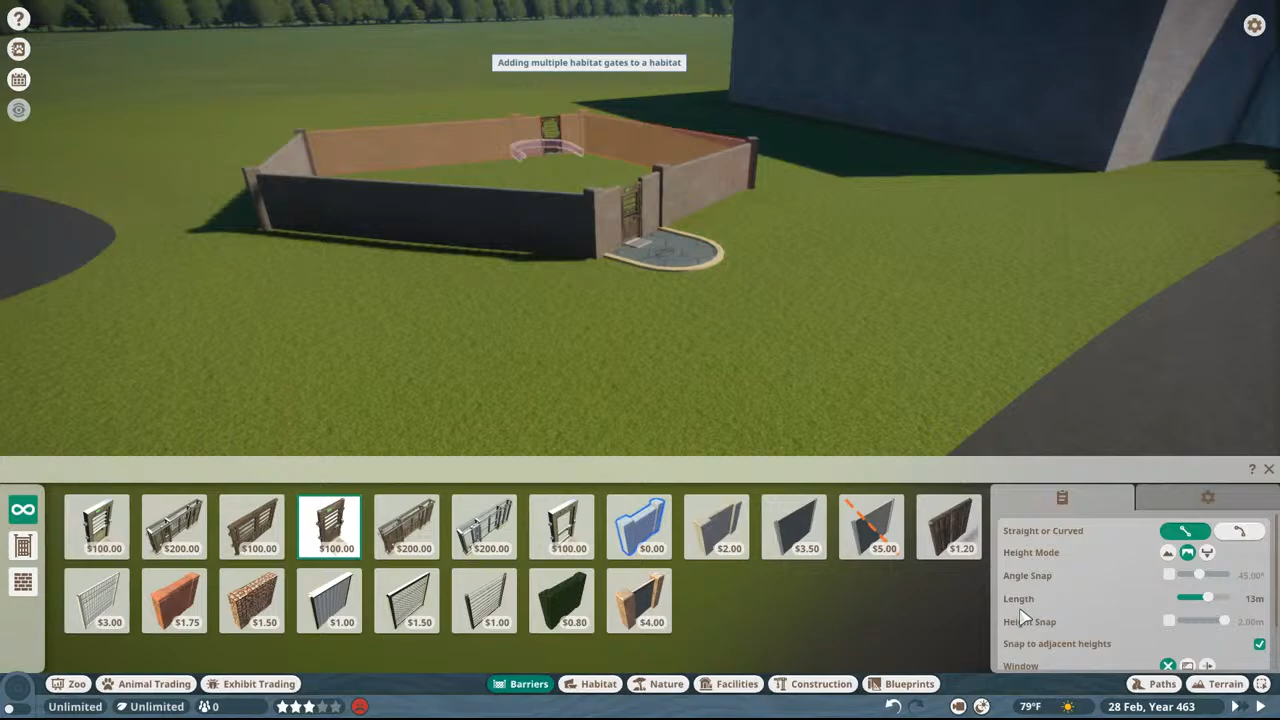 ?
Adding multiple habitat gates to a habitat
? ×
$100.00 $200.00 $100.00 $100.00 $200.00 $200.00 $100.00 $0.00 $2.00 $3.50 $5.00 $1.20
$3.00 $1.75 $1.50 $1.00 $1.50 $1.00 $0.80 $4.00
Straight or Curved
Height Mode
Angle Snap 45.00°
Length 13m
Height Snap 2.00m
Snap to adjacent heights
Window
Zoo Animal Trading Exhibit Trading Barriers Habitat Nature Facilities Construction Blueprints Paths Terrain
Unlimited Unlimited 0 79°F 28 Feb, Year 463